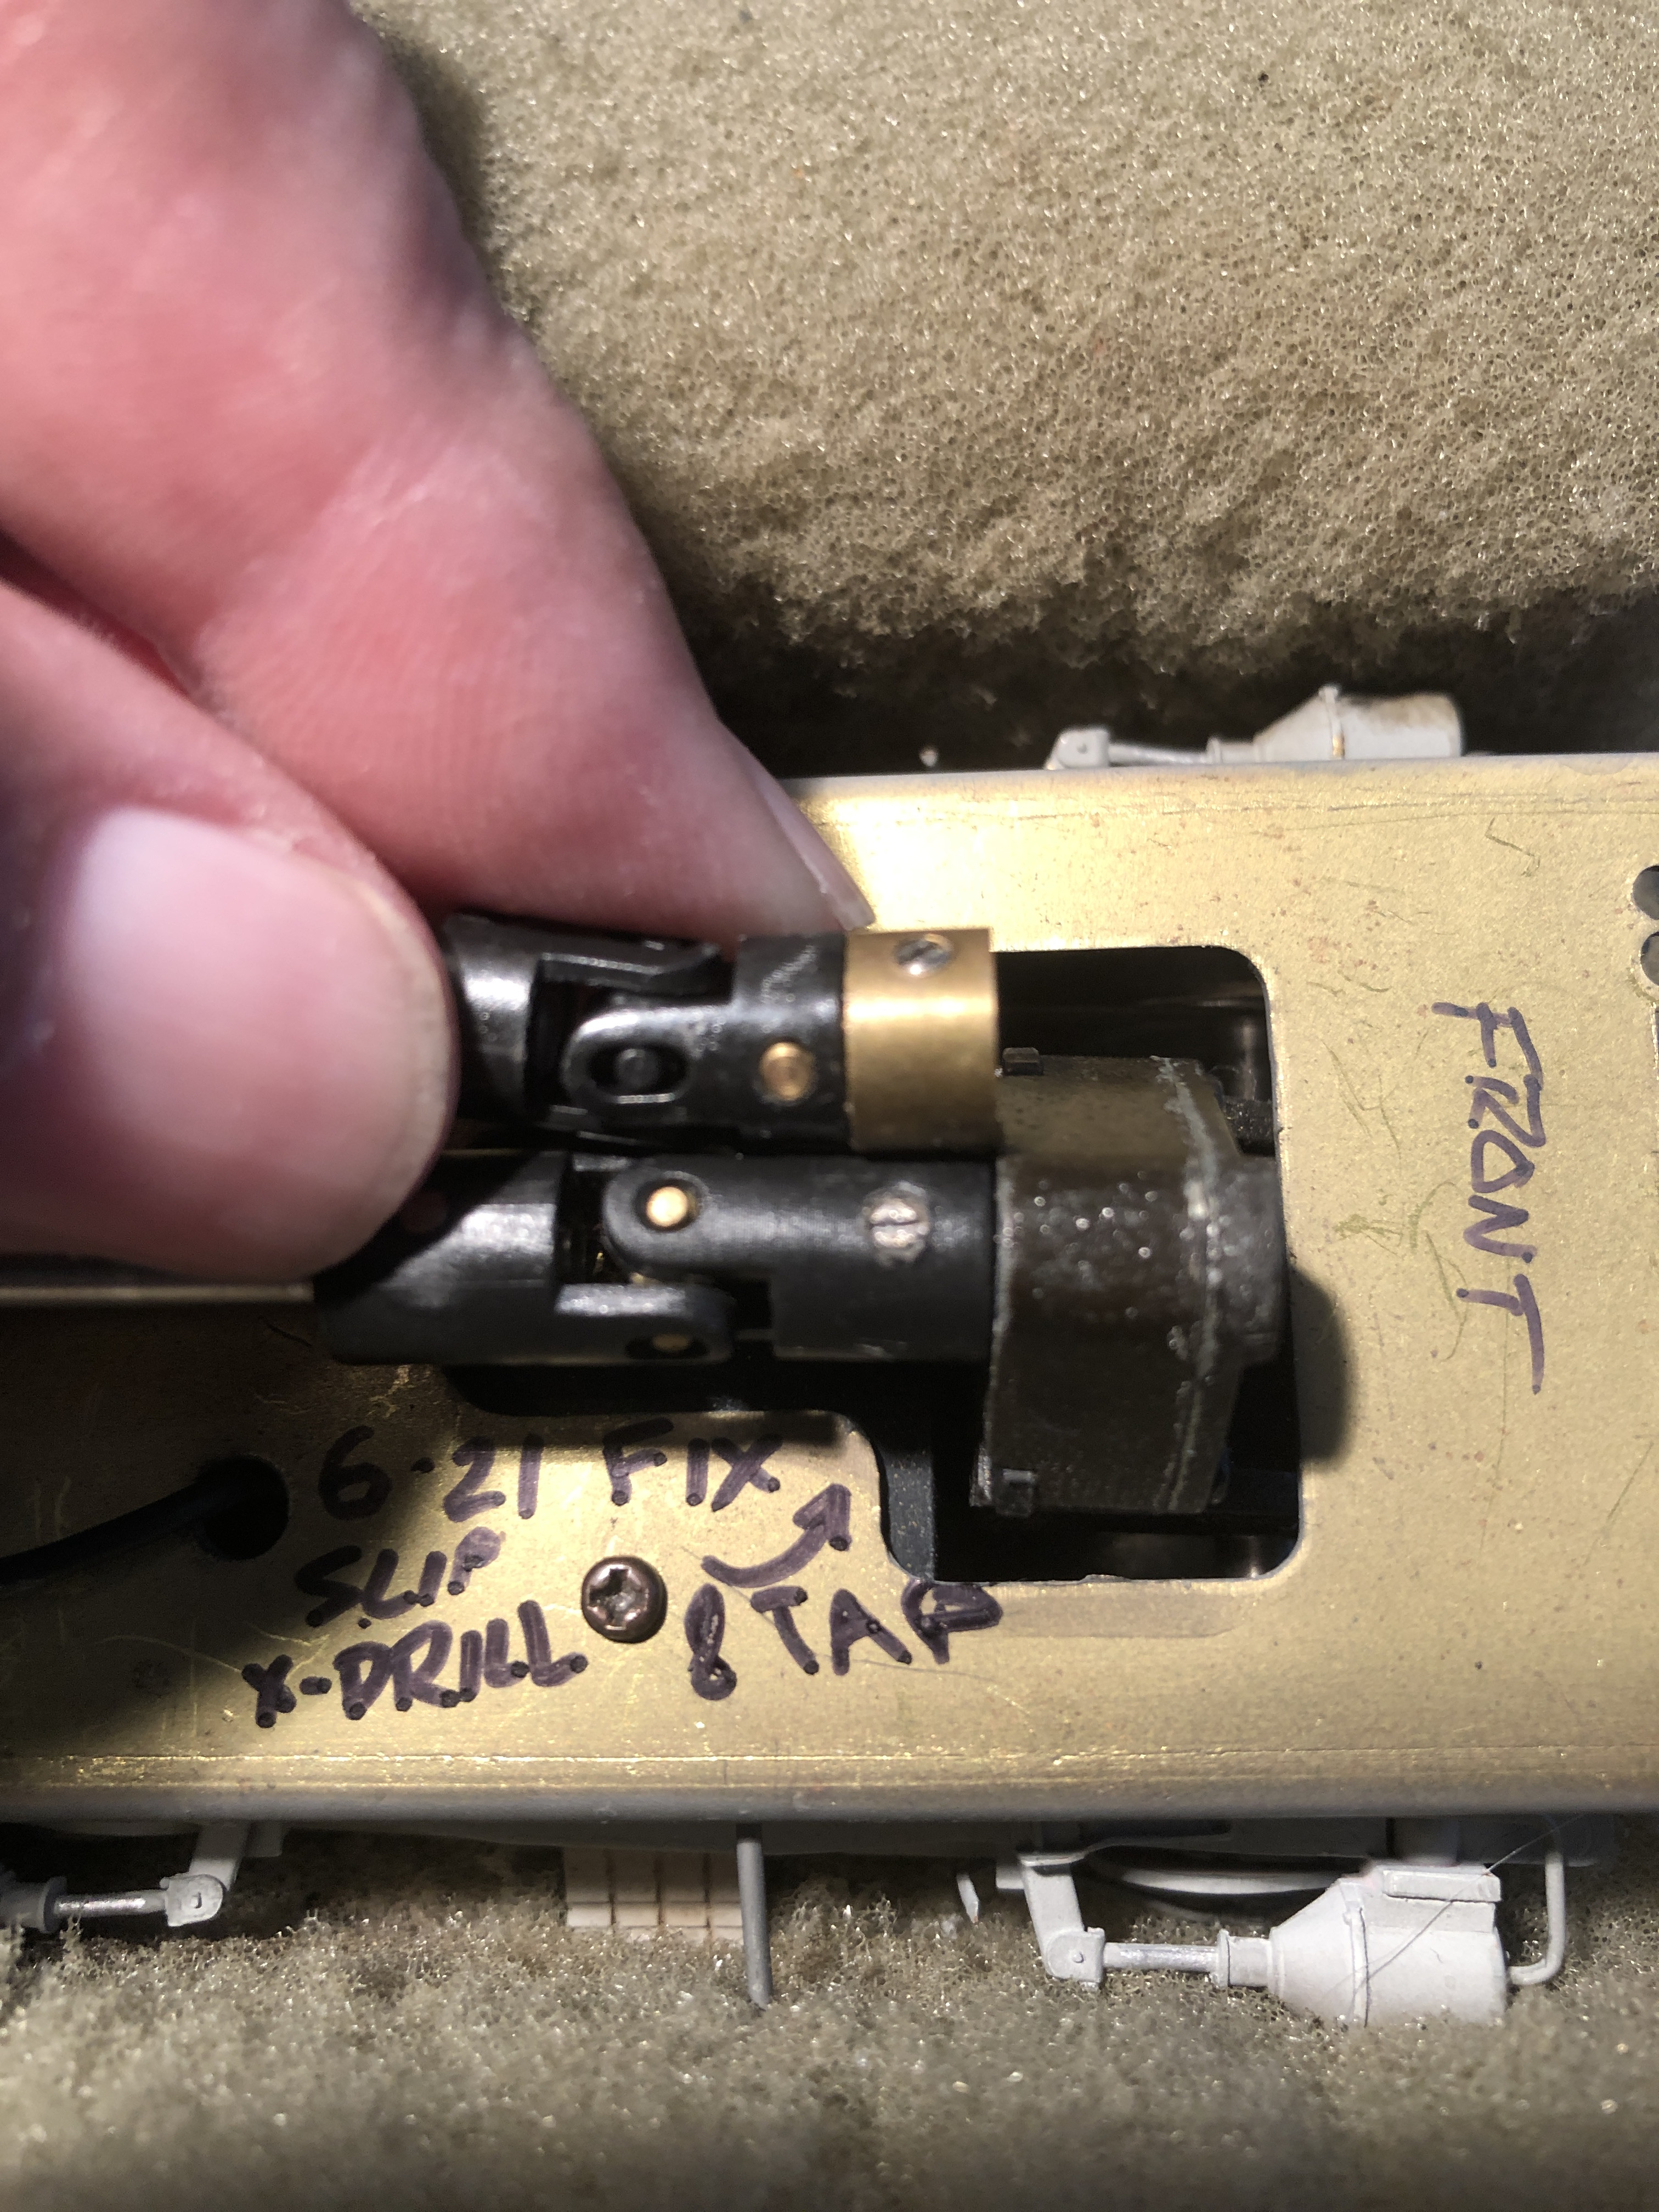 FRONT
6-21 FIX
SLIP
X-DRILL & TAP